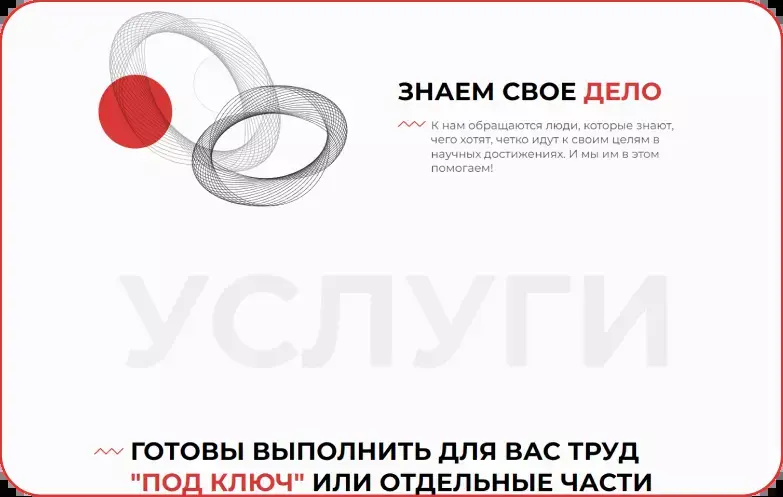 ЗНАЕМ СВОЕ ДЕЛО
К нам обращаются люди, которые знают,
чего хотят, четко идут к своим целям в
научных достижениях. И мы им в этом
помогаем!
УСЛУГИ
ГОТОВЫ ВЫПОЛНИТЬ ДЛЯ ВАС ТРУД
"ПОД КЛЮЧ" ИЛИ ОТДЕЛЬНЫЕ ЧАСТИ